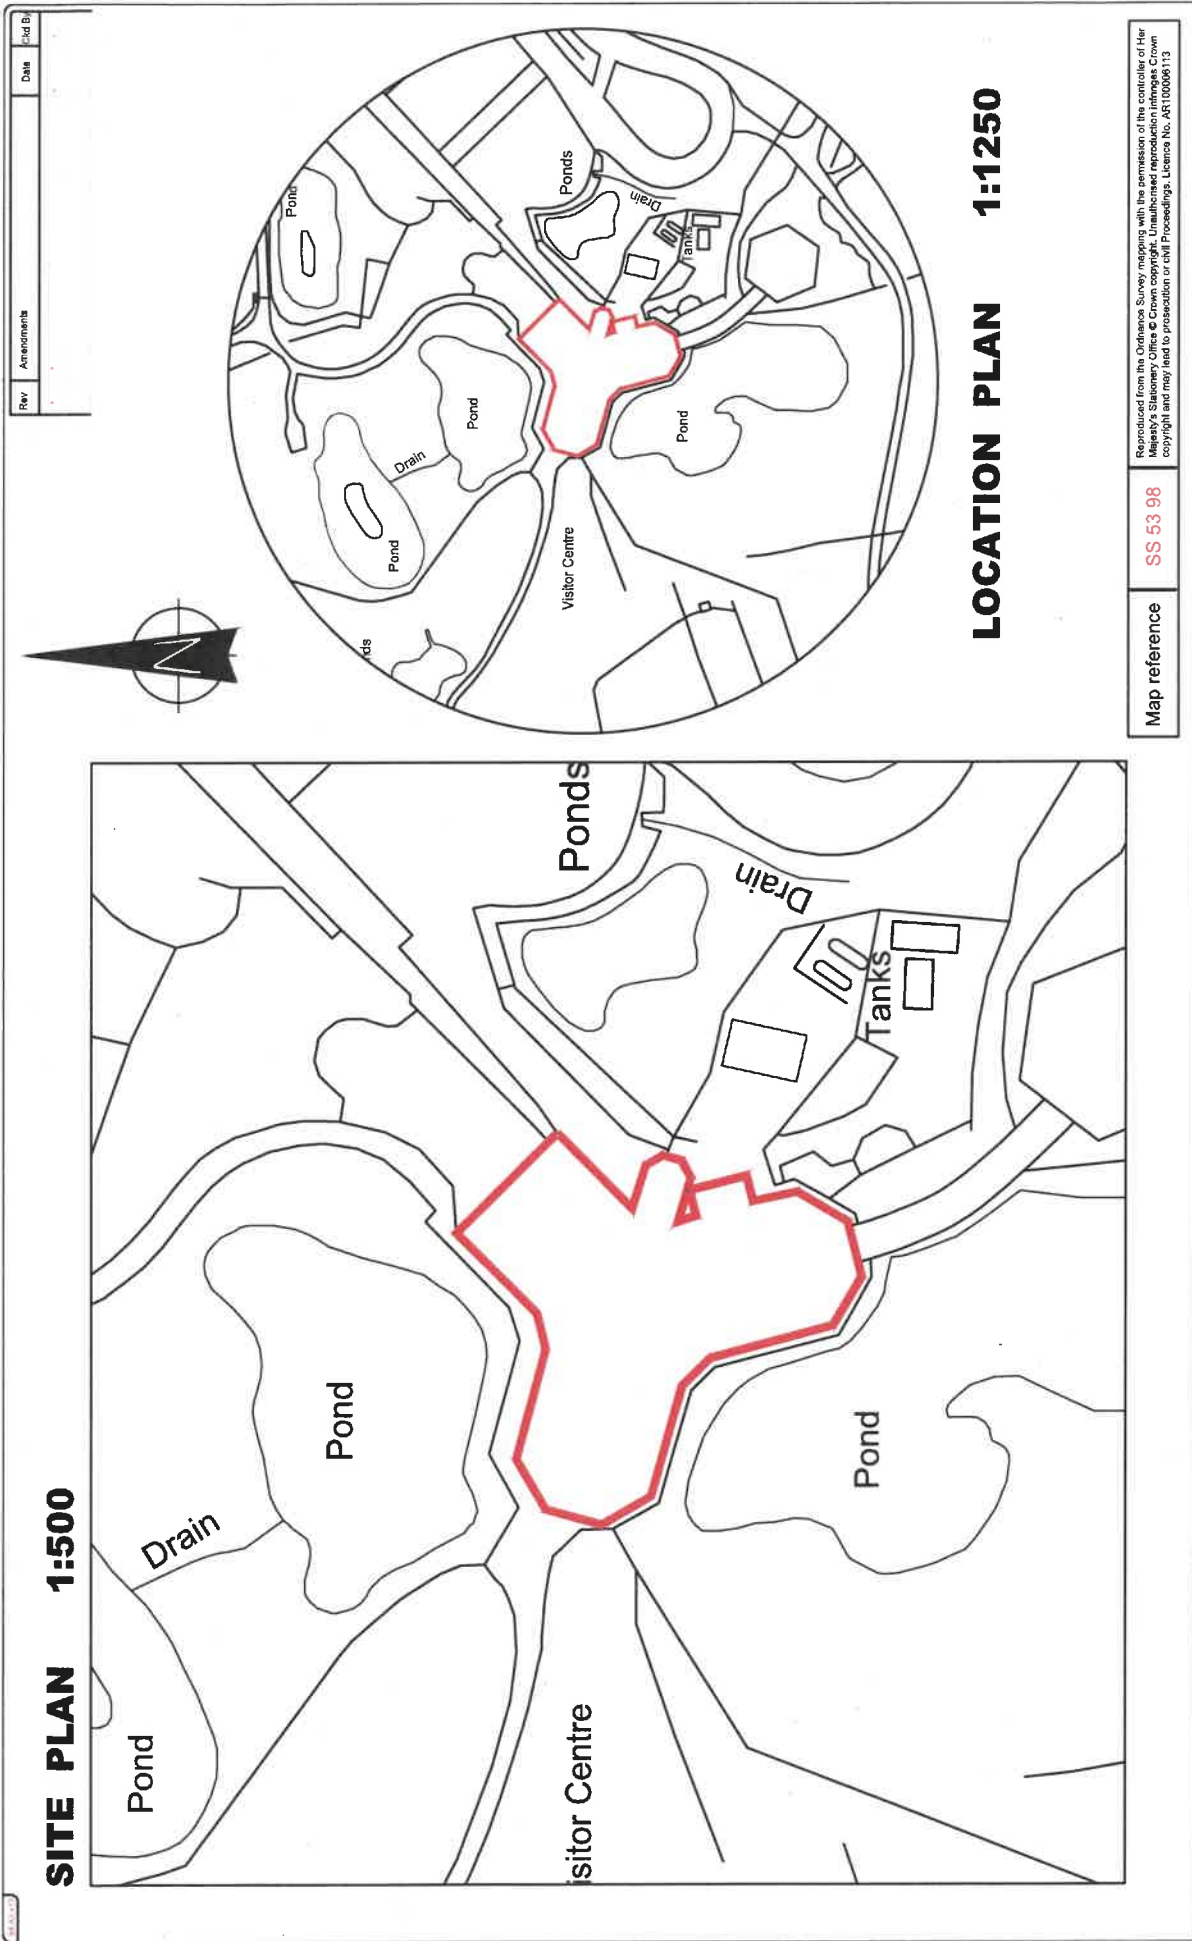 Rev Amendments Date Ckd By
SITE PLAN 1:500
Pond
Drain
Pond
Ponds
Drain
Tanks
Pond
isitor Centre
N
Pond
Ponds
Drain
Tanks
Pond
Drain
Pond
Pond
nds
Visitor Centre
LOCATION PLAN 1:1250
Map reference SS 53 98
Reproduced from the Ordnance Survey mapping with the permission of the controller of Her
Majesty's Stationery Office © Crown copyright. Unauthorised reproduction infringes Crown
copyright and may lead to prosecution or civil Proceedings. Licence No. AR100006113